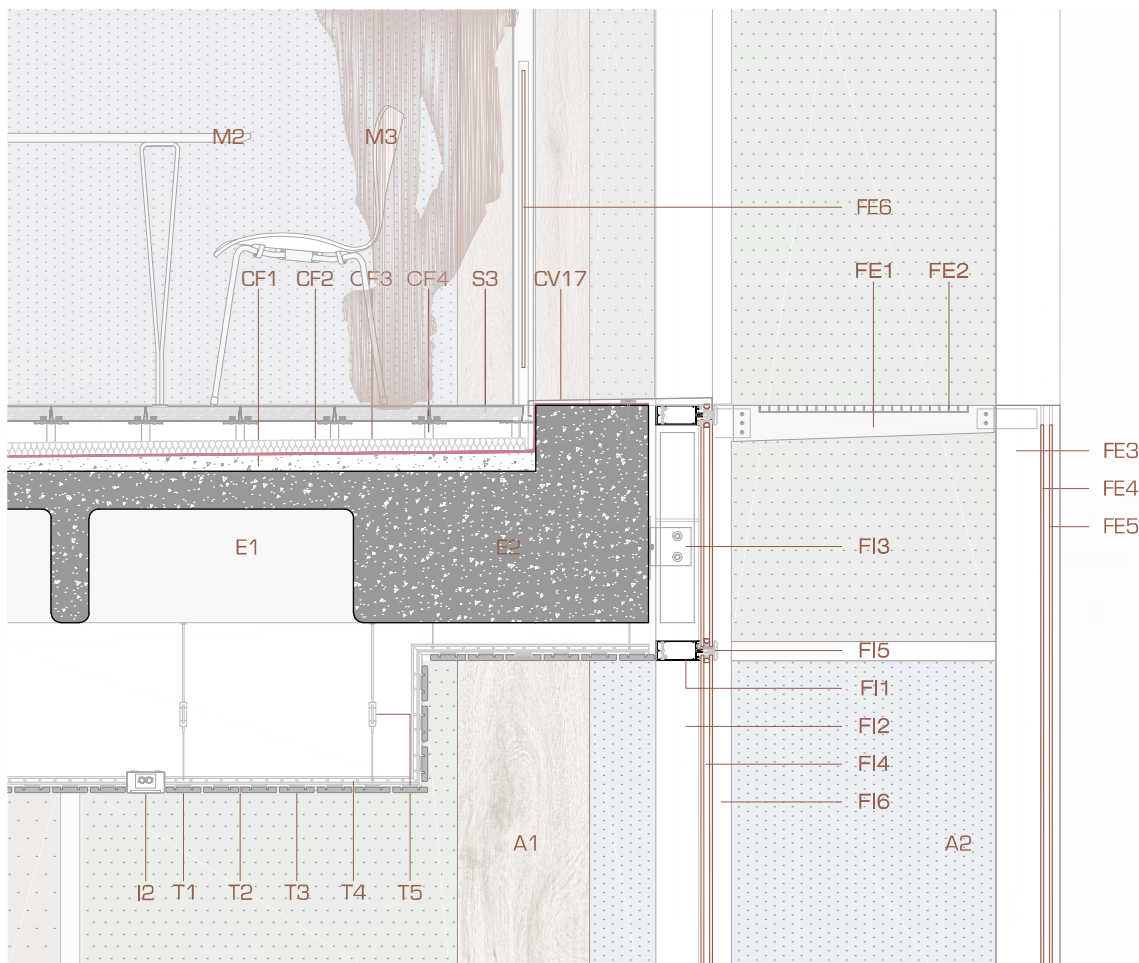 M2 M3
FE6
CF1 CF2 CF3 CF4 S3 CV17 FE1 FE2
FE3
FE4
FE5
E1 E2 FI3
FI5
FI1
FI2
FI4
FI6
A1 A2
I2 T1 T2 T3 T4 T5